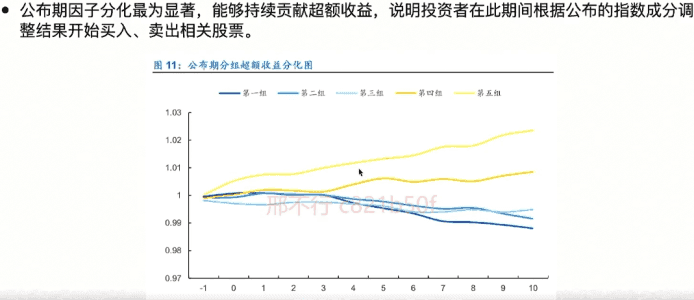 • 公布期因子分化最为显著，能够持续贡献超额收益，说明投资者在此期间根据公布的指数成分调
整结果开始买入、卖出相关股票。
图 11：公布期分组超额收益分化图
第一组 第二组 第三组 第四组 第五组
1.03
1.02
1.01
1
0.99
0.98
0.97
邢不行 c821b50f
-1 0 1 2 3 4 5 6 7 8 9 10